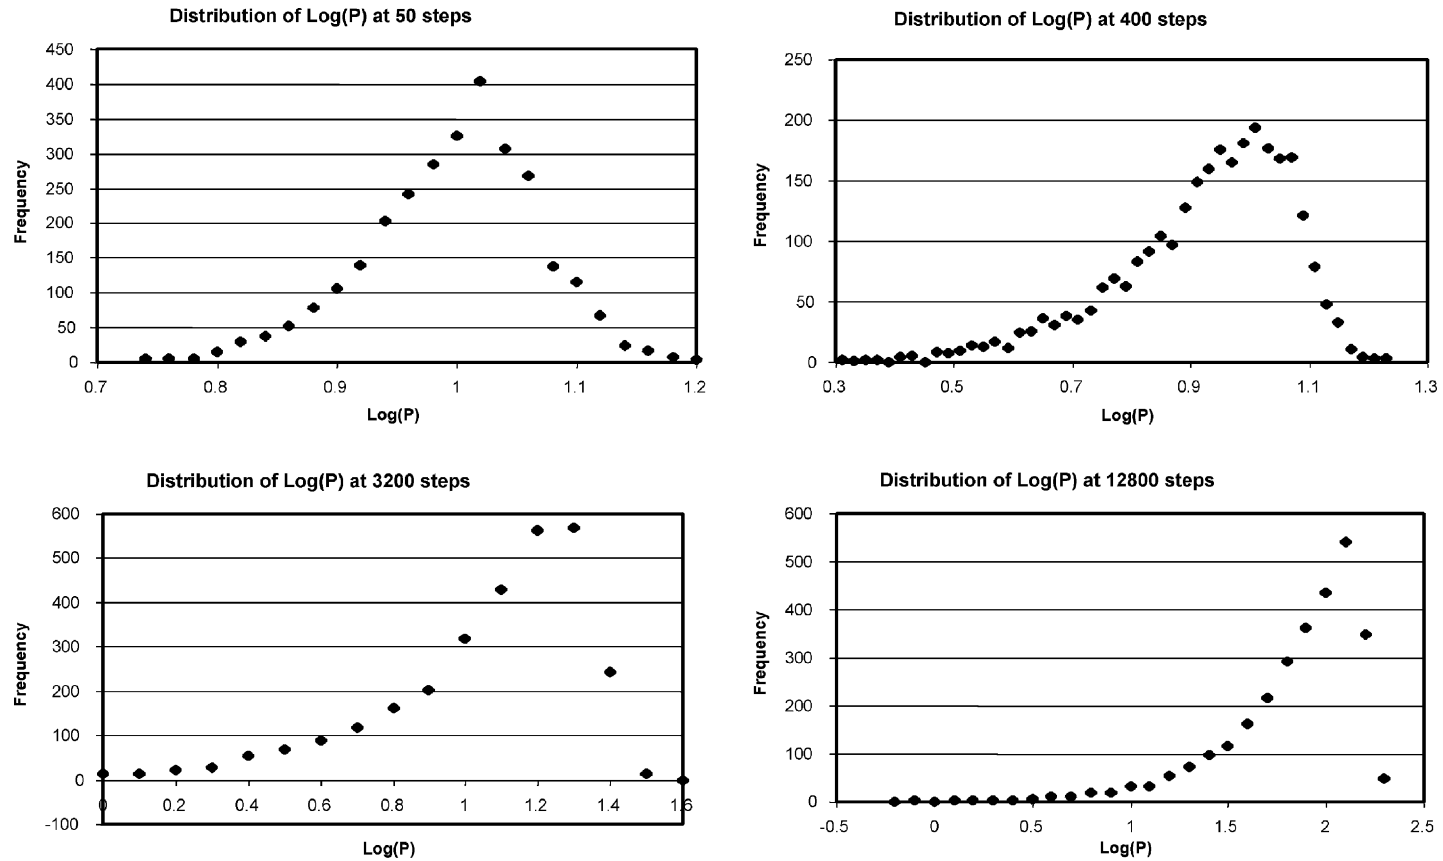 Distribution of Log(P) at 50 steps
450
400
350
300
250
200
150
100
50
0
Frequency
0.7 0.8 0.9 1 1.1 1.2
Log(P)
Distribution of Log(P) at 400 steps
250
200
150
100
50
0
Frequency
0.3 0.5 0.7 0.9 1.1 1.3
Log(P)
Distribution of Log(P) at 3200 steps
600
500
400
300
200
100
0
-100
Frequency
0 0.2 0.4 0.6 0.8 1 1.2 1.4 1.6
Log(P)
Distribution of Log(P) at 12800 steps
600
500
400
300
200
100
0
Frequency
-0.5 0 0.5 1 1.5 2 2.5
Log(P)